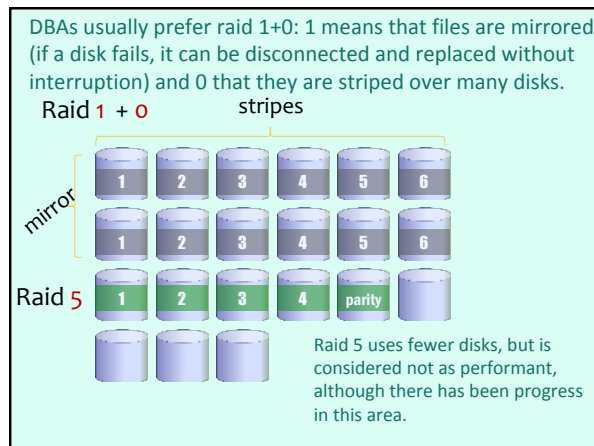 DBAs usually prefer raid 1+0: 1 means that files are mirrored
(if a disk fails, it can be disconnected and replaced without
interruption) and 0 that they are striped over many disks.
Raid 1 + 0
stripes
mirror
1 2 3 4 5 6
1 2 3 4 5 6
Raid 5
1 2 3 4 parity
Raid 5 uses fewer disks, but is
considered not as performant,
although there has been progress
in this area.